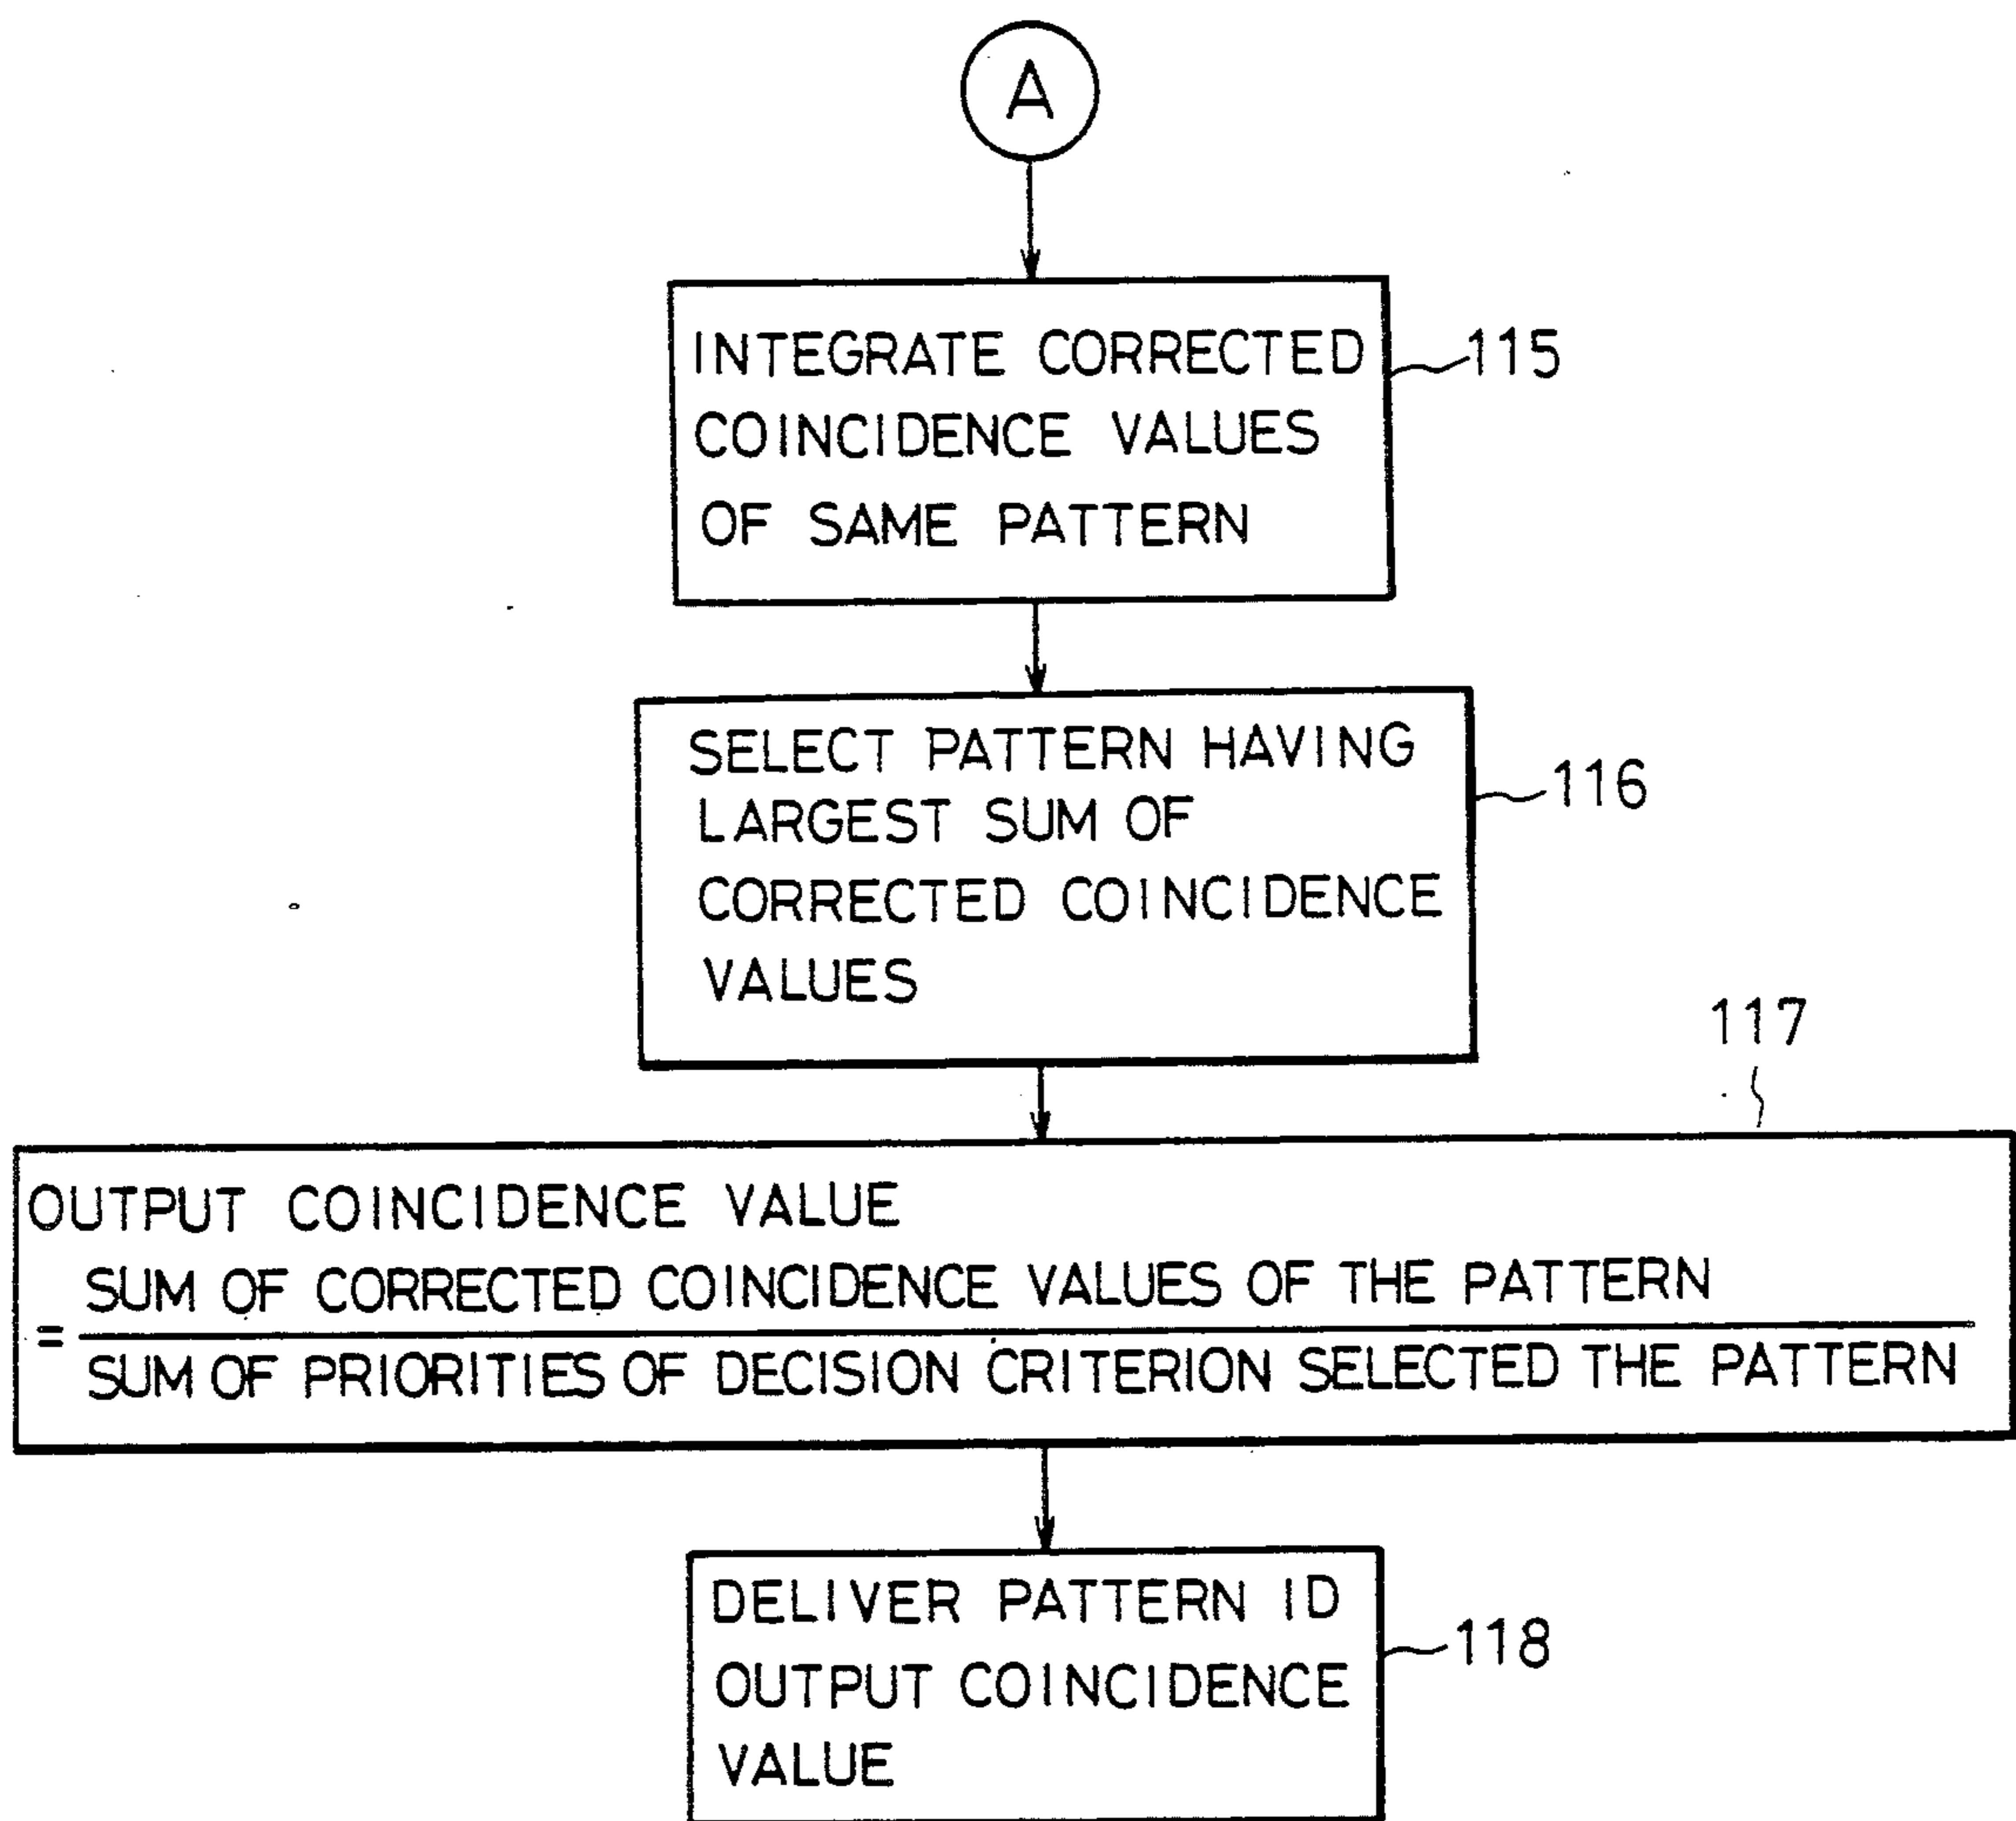 A
INTEGRATE CORRECTED
COINCIDENCE VALUES
OF SAME PATTERN
115
SELECT PATTERN HAVING
LARGEST SUM OF
CORRECTED COINCIDENCE
VALUES
116
117
OUTPUT COINCIDENCE VALUE
SUM OF CORRECTED COINCIDENCE VALUES OF THE PATTERN
=
SUM OF PRIORITIES OF DECISION CRITERION SELECTED THE PATTERN
DELIVER PATTERN ID
OUTPUT COINCIDENCE
VALUE
118